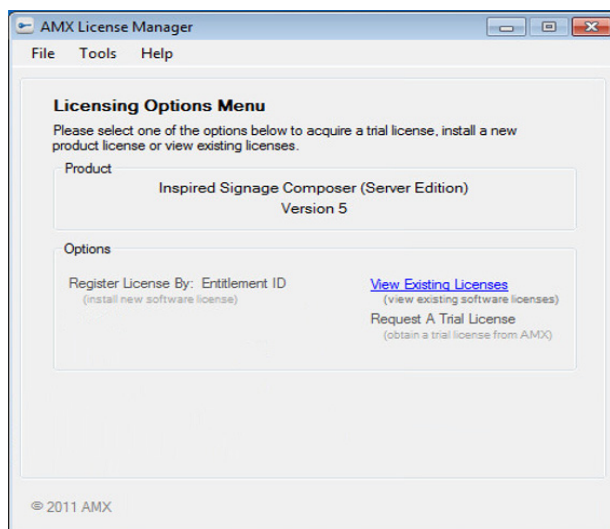 AMX License Manager
File Tools Help
Licensing Options Menu
Please select one of the options below to acquire a trial license, install a new
product license or view existing licenses.
Product
Inspired Signage Composer (Server Edition)
Version 5
Options
Register License By: Entitlement ID
(install new software license)
View Existing Licenses
(view existing software licenses)
Request A Trial License
(obtain a trial license from AMX)
© 2011 AMX